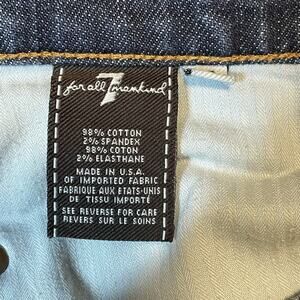 for all 7 mankind
98% COTTON
2% SPANDEX
98% COTON
2% ELASTHANE
MADE IN U.S.A.
OF IMPORTED FABRIC
FABRIQUE AUX ETATS-UNIS
DE TISSU IMPORTÉ
SEE REVERSE FOR CARE
REVERS SUR LE SOINS